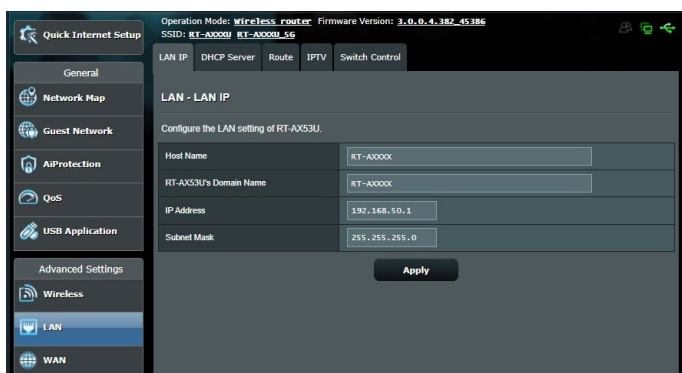 Quick Internet Setup
General
Network Map
Guest Network
AiProtection
QoS
USB Application
Advanced Settings
Wireless
LAN
WAN
Operation Mode: Wireless router Firmware Version: 3.0.0.4.382_45386
SSID: RT-AXXXU RT-AXXXU_5G
LAN IP DHCP Server Route IPTV Switch Control
LAN - LAN IP
Configure the LAN setting of RT-AX53U.
Host Name RT-AXXXX
RT-AX53U's Domain Name RT-AXXXX
IP Address 192.168.50.1
Subnet Mask 255.255.255.0
Apply